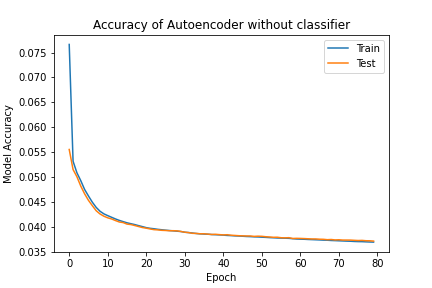 Accuracy of Autoencoder without classifier
Train
Test
Model Accuracy
0.075
0.070
0.065
0.060
0.055
0.050
0.045
0.040
0.035
0 10 20 30 40 50 60 70 80
Epoch